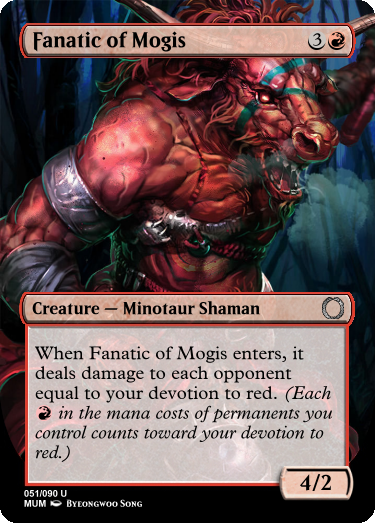 Fanatic of Mogis 3
Creature — Minotaur Shaman
When Fanatic of Mogis enters, it
deals damage to each opponent
equal to your devotion to red. (Each
in the mana costs of permanents you
control counts toward your devotion to
red.)
4/2
051/090 U
MUM Byeongwoo Song